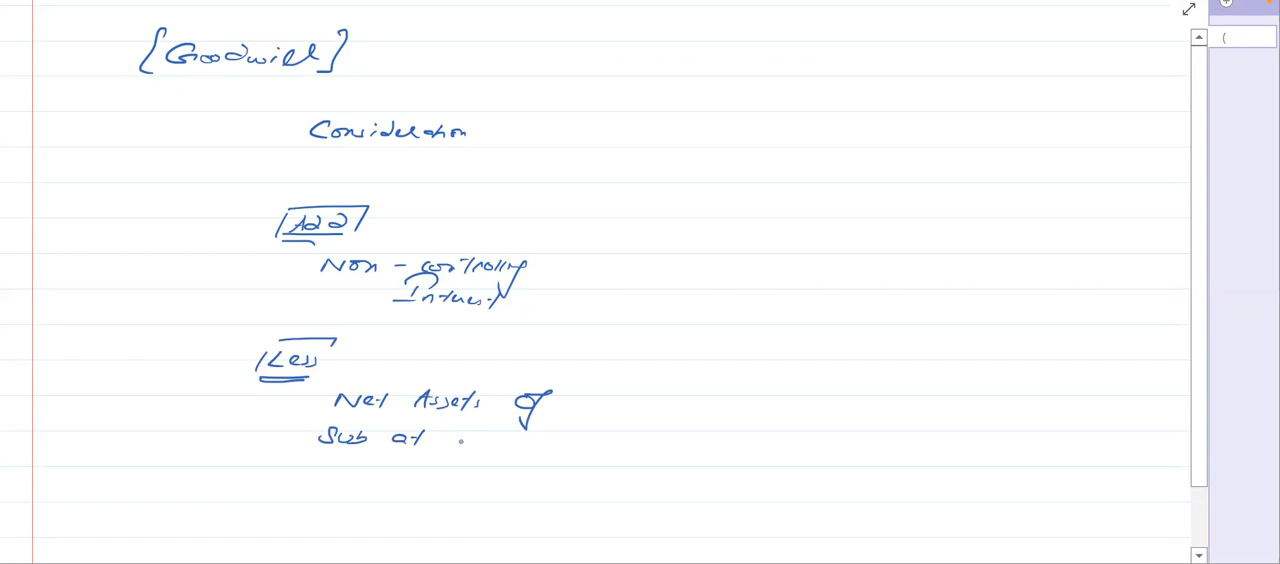 [Goodwill]
Consideration
Add
Non - controlling
Interest
Less
Net Assets of
Sub at